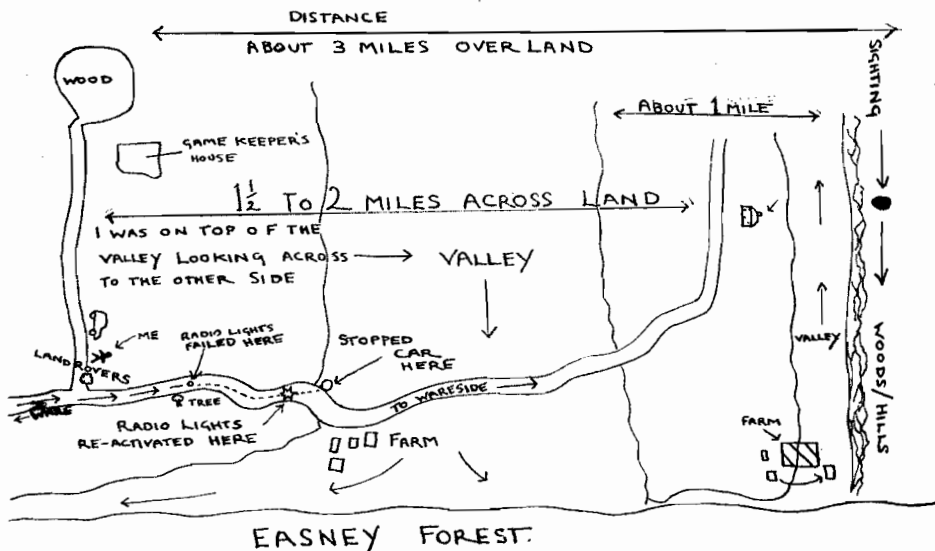 DISTANCE
ABOUT 3 MILES OVER LAND
WOOD
SIGHTING
ABOUT 1 MILE
GAME KEEPER'S
HOUSE
1 1/2 TO 2 MILES ACROSS LAND
I WAS ON TOP OF THE
VALLEY LOOKING ACROSS
TO THE OTHER SIDE
VALLEY
ME
LANDROVERS
RADIO LIGHTS
FAILED HERE
STOPPED
CAR
HERE
VALLEY
WOODS/HILLS
WARE
TREE
TO WARESIDE
RADIO LIGHTS
RE-ACTIVATED HERE
FARM
FARM
EASNEY FOREST.